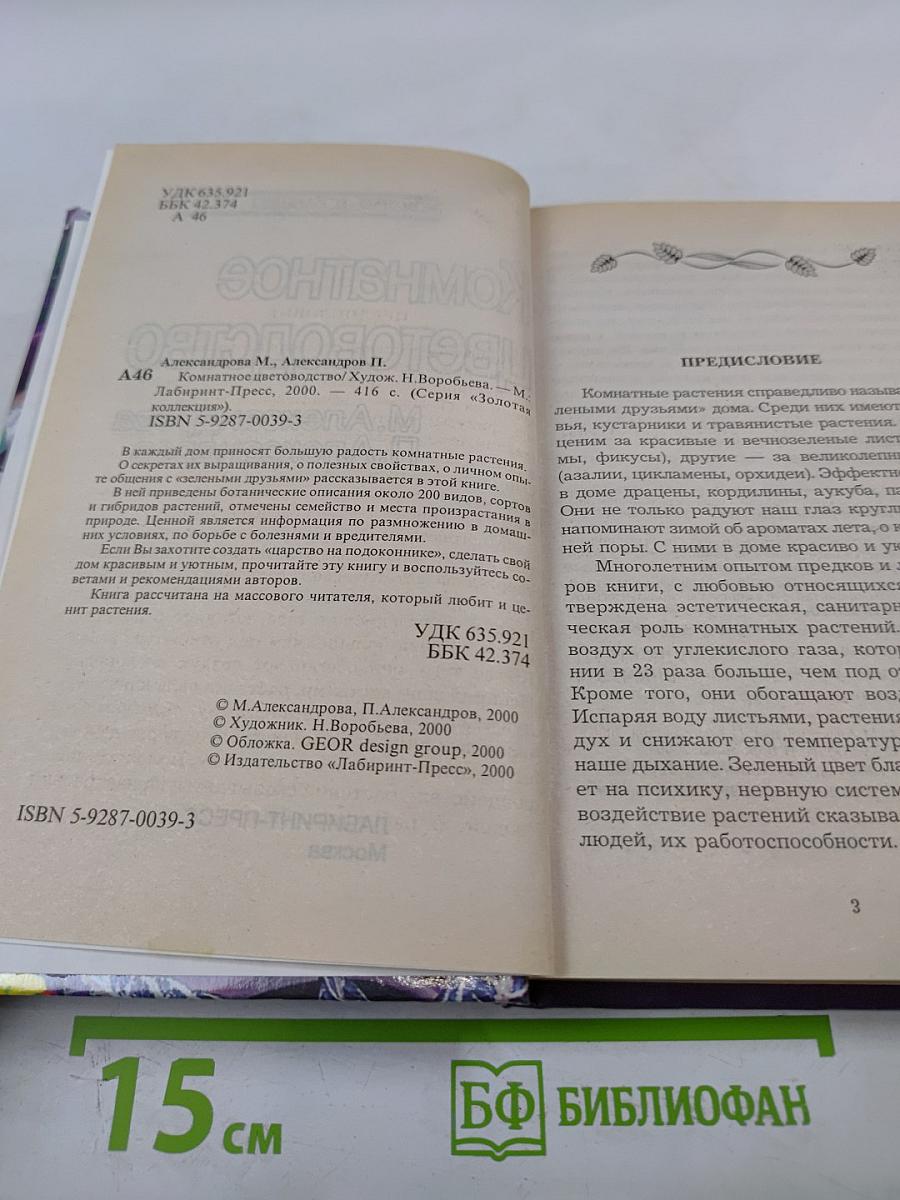 УДК 635.921
ББК 42.374
А 46
Александрова М., Александров П.
А46 Комнатное цветоводство/ Худож. Н.Воробьева. — М.:
Лабиринт-Пресс, 2000. — 416 с. (Серия «Золотая
коллекция»).
ISBN 5-9287-0039-3
В каждый дом приносят большую радость комнатные растения.
О секретах их выращивания, о полезных свойствах, о личном опы-
те общения с «зелеными друзьями» рассказывается в этой книге.
В ней приведены ботанические описания около 200 видов, сортов
и гибридов растений, отмечены семейство и места произрастания в
природе. Ценной является информация по размножению в домаш-
них условиях, по борьбе с болезнями и вредителями.
Если Вы захотите создать «царство на подоконнике», сделать свой
дом красивым и уютным, прочитайте эту книгу и воспользуйтесь со-
ветами и рекомендациями авторов.
Книга рассчитана на массового читателя, который любит и це-
нит растения.
УДК 635.921
ББК 42.374
© М.Александрова, П.Александров, 2000
© Художник. Н.Воробьева, 2000
© Обложка. GEOR design group, 2000
© Издательство «Лабиринт-Пресс», 2000
ISBN 5-9287-0039-3
ПРЕДИСЛОВИЕ
Комнатные растения справедливо называ
леными друзьями» дома. Среди них имеют
вья, кустарники и травянистые растения.
ценим за красивые и вечнозеленые лист
мы, фикусы), другие — за великолепн
(азалии, цикламены, орхидеи). Эффектн
в доме драцены, кордилины, аукуба, па
Они не только радуют наш глаз кругл
напоминают зимой об ароматах лета, о к
ней поры. С ними в доме красиво и ую
Многолетним опытом предков и л
ров книги, с любовью относящихся
тверждена эстетическая, санитарн
ческая роль комнатных растений.
воздух от углекислого газа, котор
нии в 23 раза больше, чем под от
Кроме того, они обогащают возд
Испаряя воду листьями, растения
дух и снижают его температур
наше дыхание. Зеленый цвет бла
ет на психику, нервную систем
воздействие растений сказыва
людей, их работоспособности.
3
15 см
БФ БИБЛИОФАН